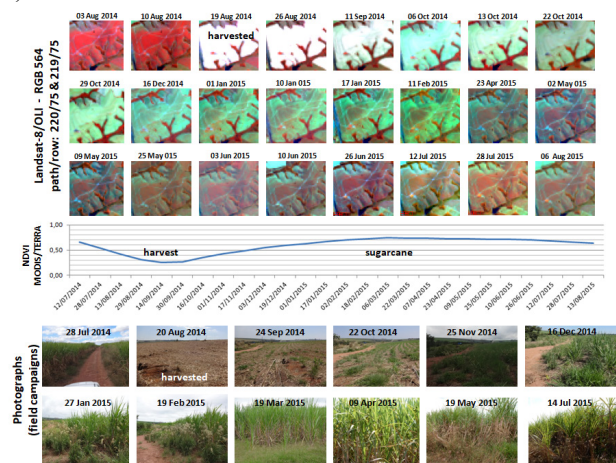 03 Aug 2014 10 Aug 2014 19 Aug 2014 26 Aug 2014 11 Sep 2014 06 Oct 2014 13 Oct 2014 22 Oct 2014
harvested
29 Oct 2014 16 Dec 2014 01 Jan 2015 10 Jan 015 17 Jan 2015 11 Feb 2015 23 Apr 2015 02 May 015
09 May 2015 25 May 015 03 Jun 2015 10 Jun 2015 26 Jun 2015 12 Jul 2015 28 Jul 2015 06 Aug 2015
Landsat-8/OLI - RGB 564
path/row: 220/75 & 219/75
NDVI
MODIS/TERRA
1,00
0,50
0,00
harvest sugarcane
12/07/2014 28/07/2014 13/08/2014 29/08/2014 14/09/2014 30/09/2014 16/10/2014 01/11/2014 17/11/2014 03/12/2014 19/12/2014 01/01/2015 17/01/2015 02/02/2015 18/02/2015 06/03/2015 22/03/2015 07/04/2015 23/04/2015 09/05/2015 25/05/2015 10/06/2015 26/06/2015 12/07/2015 28/07/2015 13/08/2015
Photographs
(field campaigns)
28 Jul 2014 20 Aug 2014 24 Sep 2014 22 Oct 2014 25 Nov 2014 16 Dec 2014
harvested
27 Jan 2015 19 Feb 2015 19 Mar 2015 09 Apr 2015 19 May 2015 14 Jul 2015